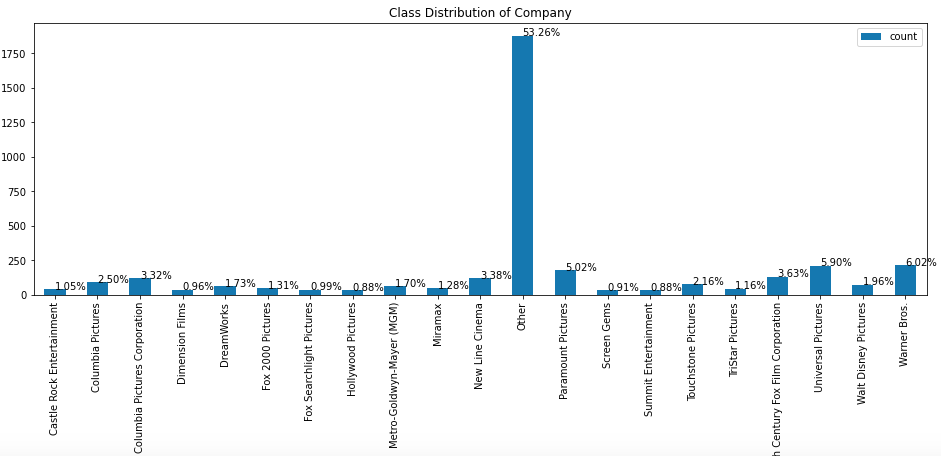 Class Distribution of Company
count
1750
1500
1250
1000
750
500
250
0
1.05%
2.50%
3.32%
0.96%
1.73%
1.31%
0.99%
0.88%
1.70%
1.28%
3.38%
53.26%
5.02%
0.91%
0.88%
2.16%
1.16%
3.63%
5.90%
1.96%
6.02%
Castle Rock Entertainment
Columbia Pictures
Columbia Pictures Corporation
Dimension Films
DreamWorks
Fox 2000 Pictures
Fox Searchlight Pictures
Hollywood Pictures
Metro-Goldwyn-Mayer (MGM)
Miramax
New Line Cinema
Other
Paramount Pictures
Screen Gems
Summit Entertainment
Touchstone Pictures
TriStar Pictures
h Century Fox Film Corporation
Universal Pictures
Walt Disney Pictures
Warner Bros.